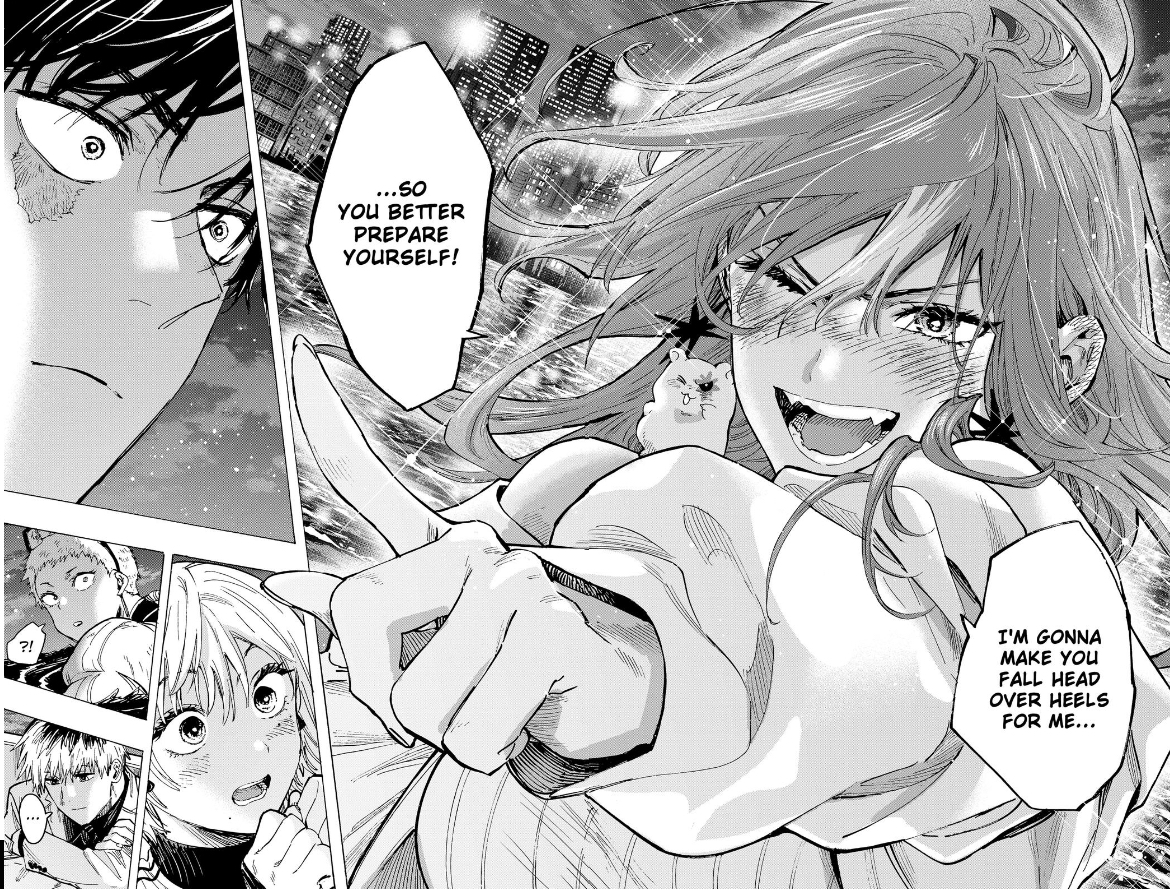 I'M GONNA
MAKE YOU
FALL HEAD
OVER HEELS
FOR ME...
...SO
YOU BETTER
PREPARE
YOURSELF!
?!
...